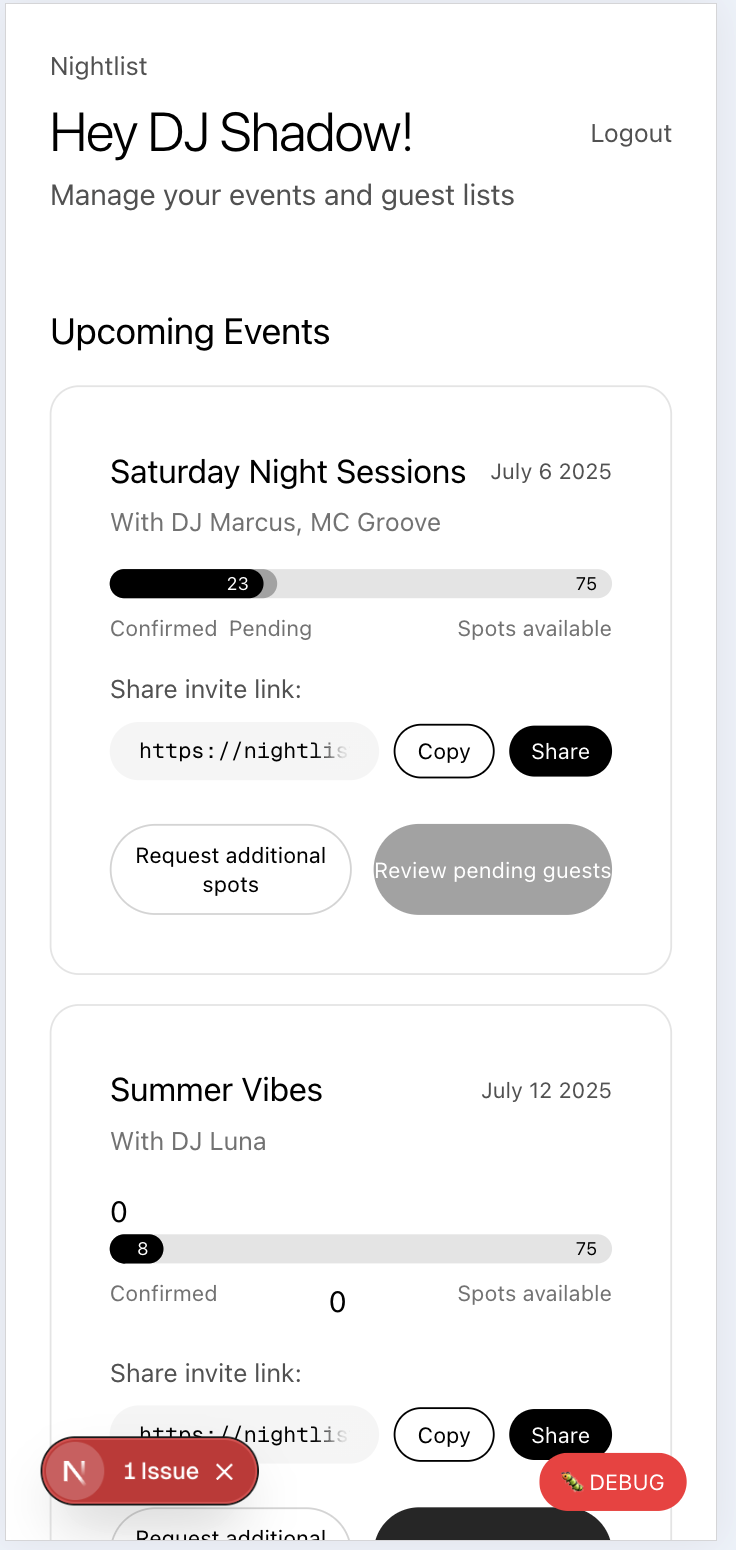 Nightlist
Hey DJ Shadow!
Logout
Manage your events and guest lists
Upcoming Events
Saturday Night Sessions
July 6 2025
With DJ Marcus, MC Groove
23
75
Confirmed
Pending
Spots available
Share invite link:
https://nightlis
Copy
Share
Request additional
spots
Review pending guests
Summer Vibes
July 12 2025
With DJ Luna
0
8
75
Confirmed
0
Spots available
Share invite link:
https://nightlis
Copy
Share
N
1 Issue
DEBUG
Request additional